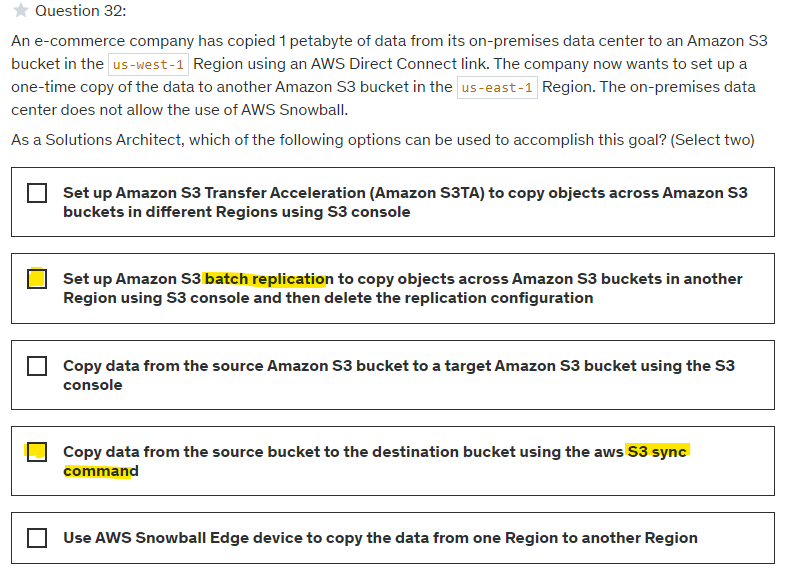 Question 32:
An e-commerce company has copied 1 petabyte of data from its on-premises data center to an Amazon S3
bucket in the us-west-1 Region using an AWS Direct Connect link. The company now wants to set up a
one-time copy of the data to another Amazon S3 bucket in the us-east-1 Region. The on-premises data
center does not allow the use of AWS Snowball.
As a Solutions Architect, which of the following options can be used to accomplish this goal? (Select two)
Set up Amazon S3 Transfer Acceleration (Amazon S3TA) to copy objects across Amazon S3
buckets in different Regions using S3 console
Set up Amazon S3 batch replication to copy objects across Amazon S3 buckets in another
Region using S3 console and then delete the replication configuration
Copy data from the source Amazon S3 bucket to a target Amazon S3 bucket using the S3
console
Copy data from the source bucket to the destination bucket using the aws S3 sync
command
Use AWS Snowball Edge device to copy the data from one Region to another Region